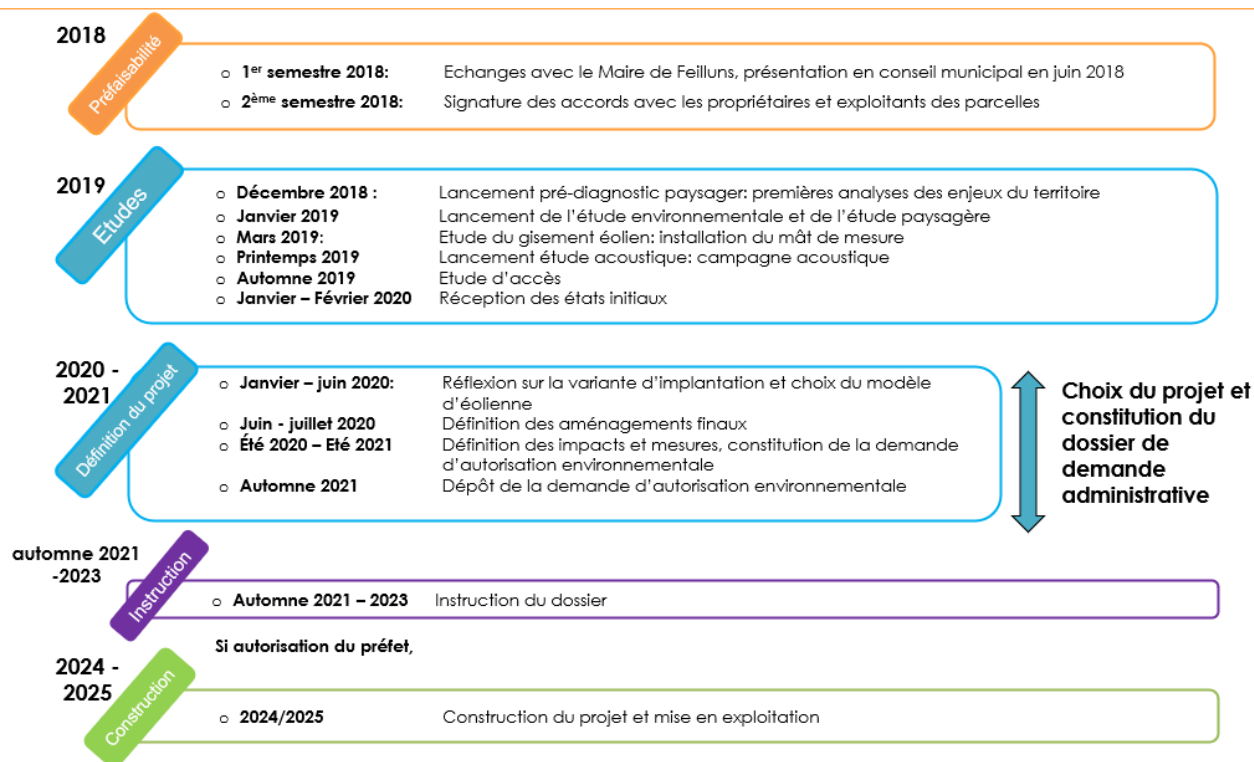 2018
Préfaisabilité
o 1er semestre 2018: Echanges avec le Maire de Feilluns, présentation en conseil municipal en juin 2018
o 2ème semestre 2018: Signature des accords avec les propriétaires et exploitants des parcelles
2019
Etudes
o Décembre 2018 : Lancement pré-diagnostic paysager: premières analyses des enjeux du territoire
o Janvier 2019 Lancement de l'étude environnementale et de l'étude paysagère
o Mars 2019: Etude du gisement éolien: installation du mât de mesure
o Printemps 2019 Lancement étude acoustique: campagne acoustique
o Automne 2019 Etude d'accès
o Janvier – Février 2020 Réception des états initiaux
2020 -
2021
Définition du projet
o Janvier – juin 2020: Réflexion sur la variante d'implantation et choix du modèle
d'éolienne
o Juin - juillet 2020 Définition des aménagements finaux
o Été 2020 – Eté 2021 Définition des impacts et mesures, constitution de la demande
d'autorisation environnementale
o Automne 2021 Dépôt de la demande d'autorisation environnementale
Choix du projet et
constitution du
dossier de
demande
administrative
automne 2021
-2023
Instruction
o Automne 2021 – 2023 Instruction du dossier
Si autorisation du préfet,
2024 -
2025
Construction
o 2024/2025 Construction du projet et mise en exploitation